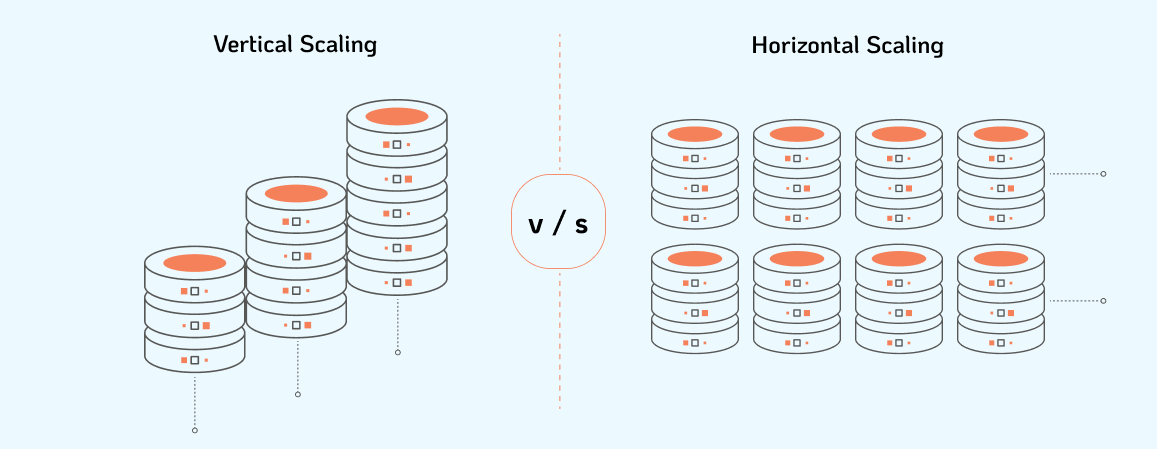 Vertical Scaling
v / s
Horizontal Scaling